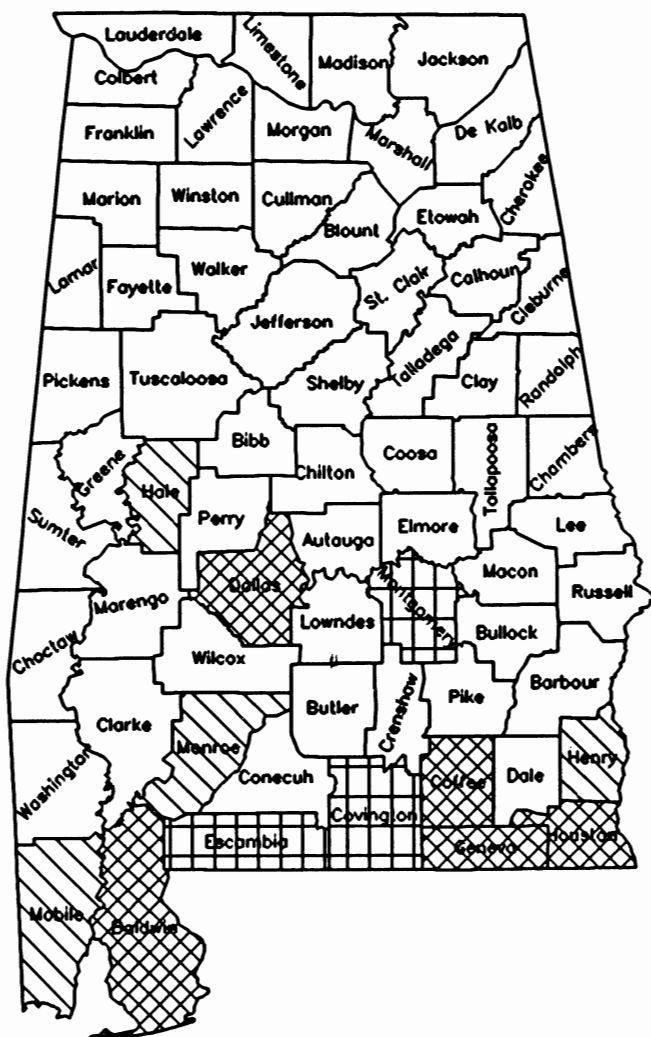 Lauderdale
Limestone
Madison
Jackson
Colbert
Lawrence
Franklin
Morgan
Marshall
De Kalb
Cherokee
Marion
Winston
Cullman
Blount
Etowah
Lamar
Fayette
Walker
Jefferson
St. Clair
Calhoun
Cleburne
Pickens
Tuscaloosa
Shelby
Talladega
Clay
Randolph
Greene
Hale
Bibb
Chilton
Coosa
Tallapoosa
Chambers
Sumter
Perry
Autauga
Elmore
Lee
Marengo
Dallas
Lowndes
Montgomery
Macon
Russell
Bullock
Choctaw
Wilcox
Clarke
Butler
Crenshaw
Pike
Barbour
Washington
Monroe
Conecuh
Covington
Coffee
Dale
Henry
Escambia
Geneva
Houston
Mobile
Baldwin